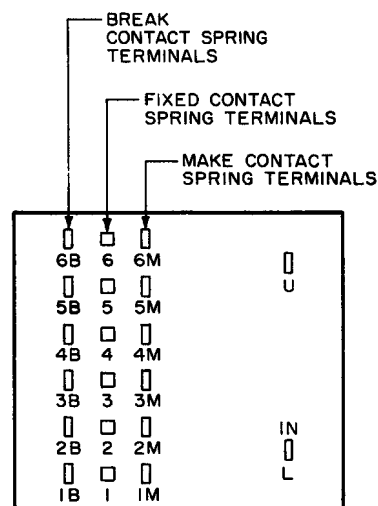 BREAK
CONTACT SPRING
TERMINALS
FIXED CONTACT
SPRING TERMINALS
MAKE CONTACT
SPRING TERMINALS
6B 6 6M
U
5B 5 5M
4B 4 4M
3B 3 3M
IN
2B 2 2M
L
1B 1 1M